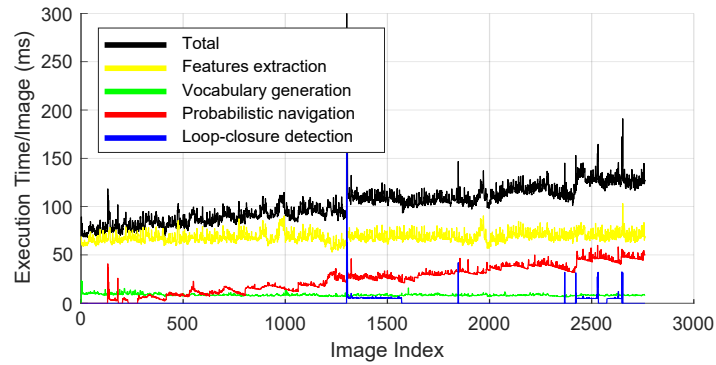 300
250
200
150
100
50
0
Execution Time/Image (ms)
Total
Features extraction
Vocabulary generation
Probabilistic navigation
Loop-closure detection
0 500 1000 1500 2000 2500 3000
Image Index